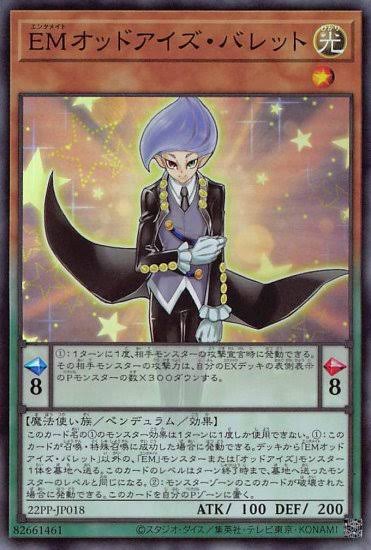 エンタメイト
EMオッドアイズ・バレット
ひかり
光
①：1ターンに1度、相手モンスターの攻撃宣言時に発動できる。
その相手モンスターの攻撃力は、自分のEXデッキの表側表示
のPモンスターの数×300ダウンする。
8
8
【魔法使い族／ペンデュラム／効果】
このカード名の①のモンスター効果は1ターンに1度しか使用できない。①：この
カードが召喚・特殊召喚に成功した場合に発動できる。デッキから「EMオッド
アイズ・バレット」以外の、「EM」モンスターまたは「オッドアイズ」モンスター
1体を墓地へ送る。このカードのレベルはターン終了時まで、墓地へ送ったモン
スターのレベルと同じになる。②：モンスターゾーンのこのカードが破壊され
た場合に発動できる。このカードを自分のPゾーンに置く。
22PP-JP018
ATK/ 100 DEF/ 200
82661461
©スタジオ・ダイス／集英社・テレビ東京・KONAMI